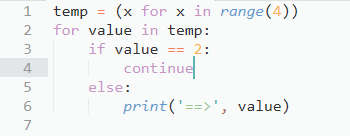 1 temp = (x for x in range(4))
2 for value in temp:
3     if value == 2:
4         continue
5     else:
6         print('==>', value)
7